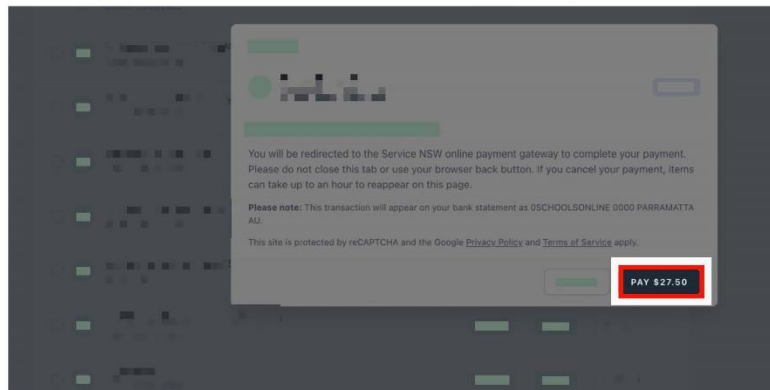 You will be redirected to the Service NSW online payment gateway to complete your payment.
Please do not close this tab or use your browser back button. If you cancel your payment, items
can take up to an hour to reappear on this page.
Please note: This transaction will appear on your bank statement as 0SCHOOLSONLINE 0000 PARRAMATTA
AU.
This site is protected by reCAPTCHA and the Google Privacy Policy and Terms of Service apply.
PAY $27.50